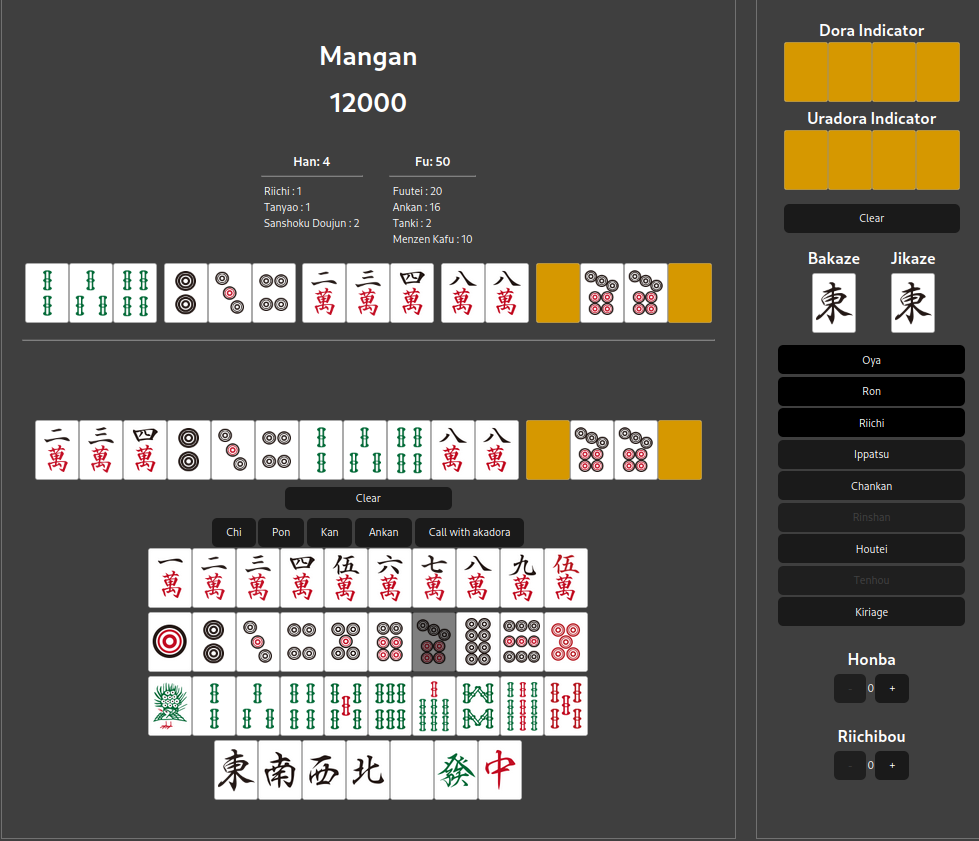 Mangan
12000
Han: 4
Riichi : 1
Tanyao : 1
Sanshoku Doujun : 2
Fu: 50
Fuutei : 20
Ankan : 16
Tanki : 2
Menzen Kafu : 10
二萬 三萬 四萬 八萬 八萬
二萬 三萬 四萬 八萬 八萬
Clear
Chi Pon Kan Ankan Call with akadora
一萬 二萬 三萬 四萬 伍萬 六萬 七萬 八萬 九萬 伍萬
東 南 西 北 發 中
Dora Indicator
Uradora Indicator
Clear
Bakaze Jikaze
東 東
Oya
Ron
Riichi
Ippatsu
Chankan
Rinshan
Houtei
Tenhou
Kiriage
Honba
- 0 +
Riichibou
- 0 +